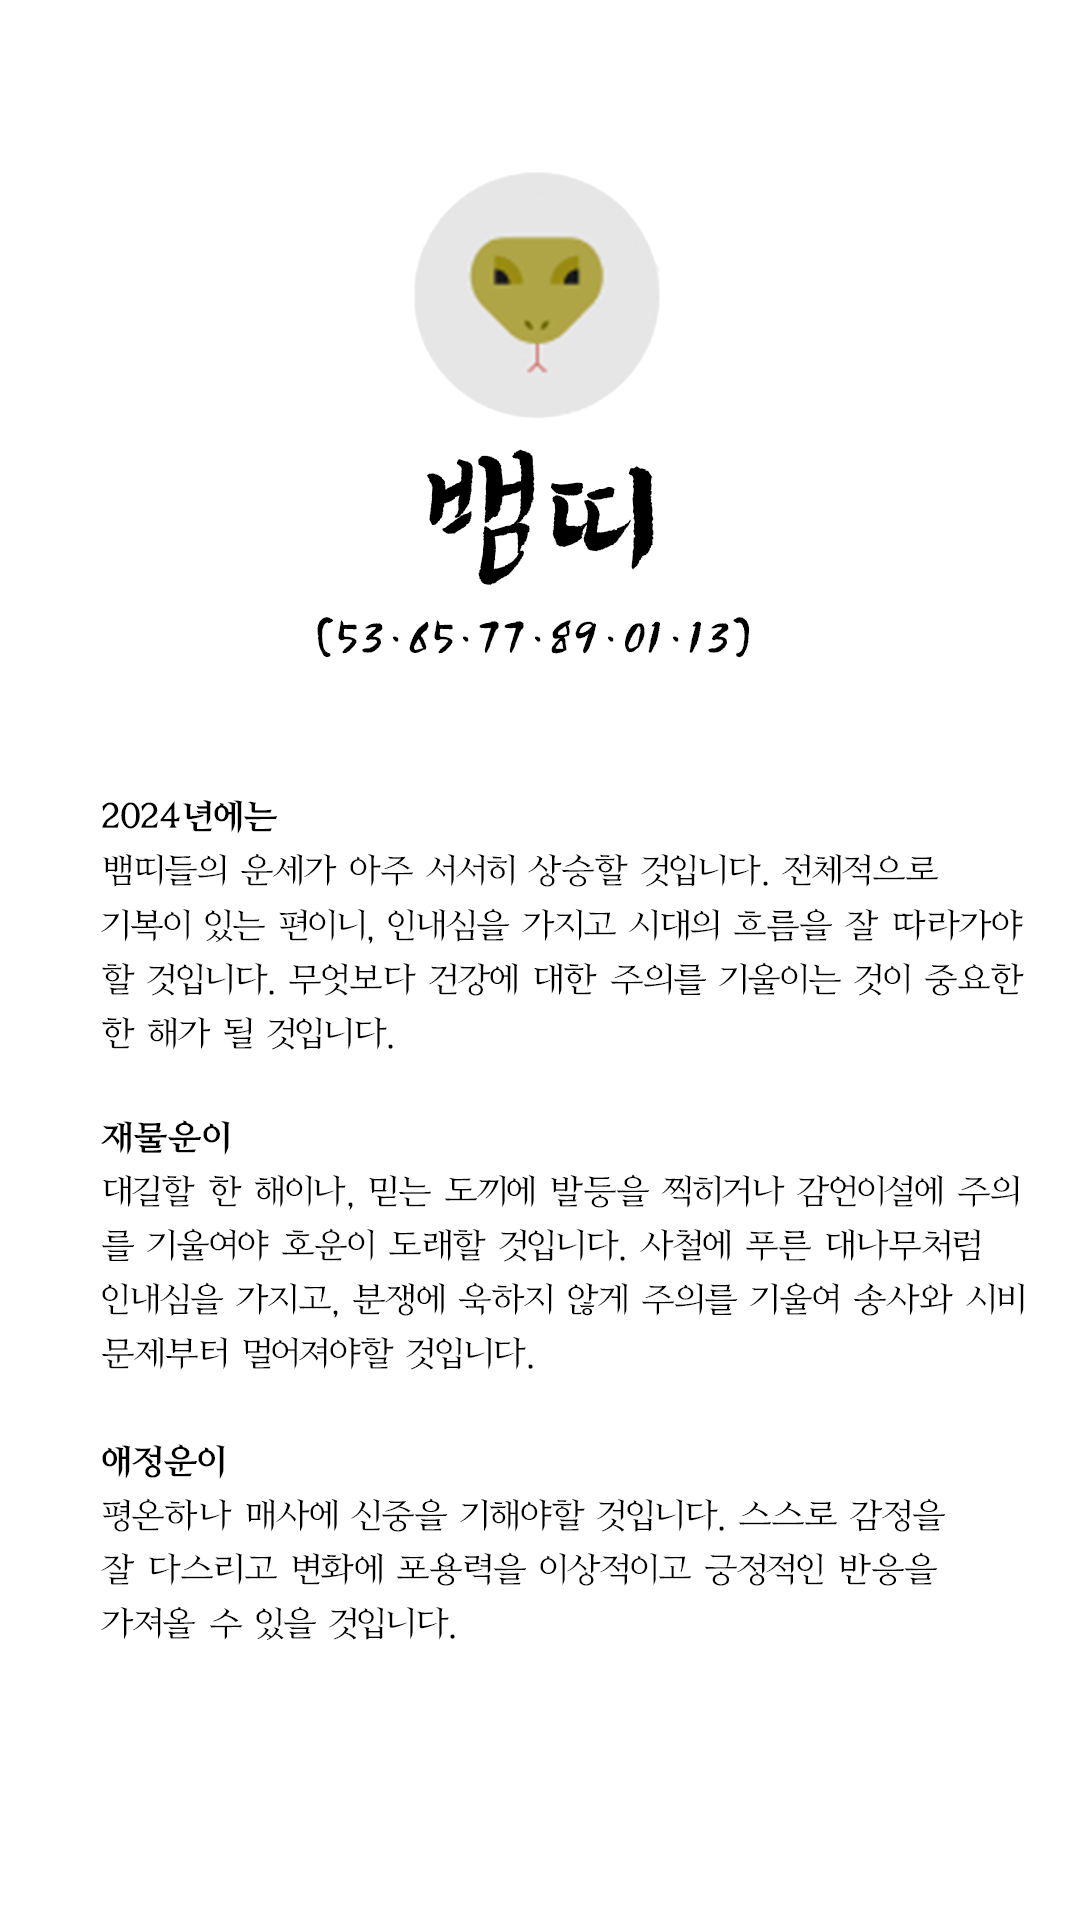 뱀띠
(53·65·77·89·01·13)
2024년에는
뱀띠들의 운세가 아주 서서히 상승할 것입니다. 전체적으로
기복이 있는 편이니, 인내심을 가지고 시대의 흐름을 잘 따라가야
할 것입니다. 무엇보다 건강에 대한 주의를 기울이는 것이 중요한
한 해가 될 것입니다.
재물운이
대길할 한 해이나, 믿는 도끼에 발등을 찍히거나 감언이설에 주의
를 기울여야 호운이 도래할 것입니다. 사철에 푸른 대나무처럼
인내심을 가지고, 분쟁에 욱하지 않게 주의를 기울여 송사와 시비
문제부터 멀어져야할 것입니다.
애정운이
평온하나 매사에 신중을 기해야할 것입니다. 스스로 감정을
잘 다스리고 변화에 포용력을 이상적이고 긍정적인 반응을
가져올 수 있을 것입니다.